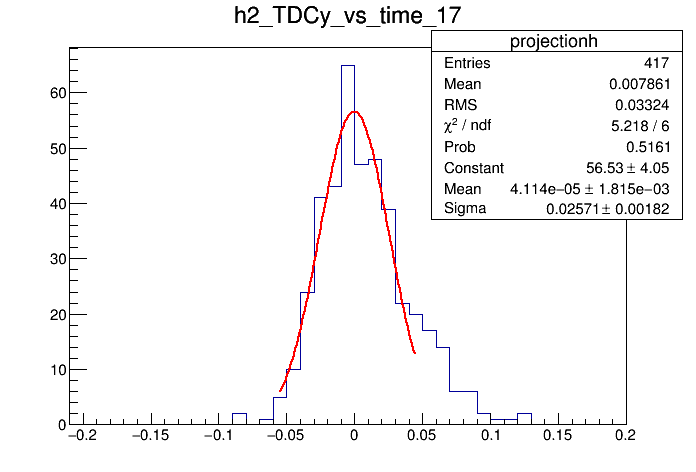 h2_TDCy_vs_time_17
projectionh
Entries 417
Mean 0.007861
RMS 0.03324
χ² / ndf 5.218 / 6
Prob 0.5161
Constant 56.53 ± 4.05
Mean 4.114e−05 ± 1.815e−03
Sigma 0.02571 ± 0.00182
60
50
40
30
20
10
0
−0.2 −0.15 −0.1 −0.05 0 0.05 0.1 0.15 0.2